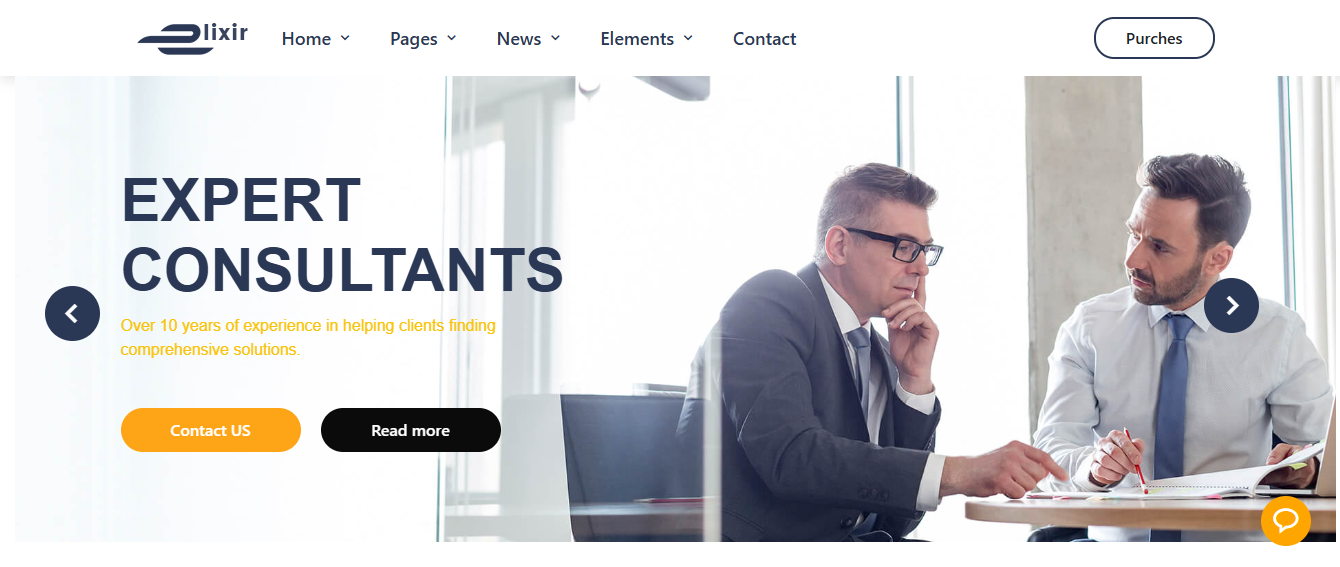 elixir
Home
Pages
News
Elements
Contact
Purches
EXPERT
CONSULTANTS
Over 10 years of experience in helping clients finding
comprehensive solutions.
Contact US
Read more